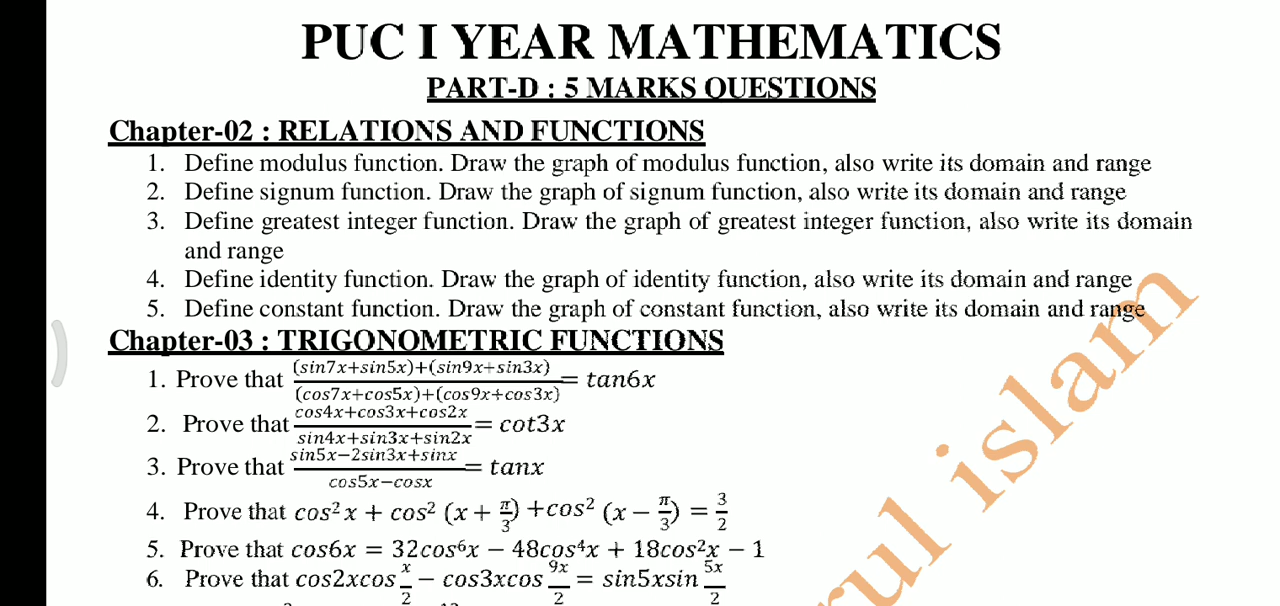 PUC I YEAR MATHEMATICS
PART-D : 5 MARKS QUESTIONS
Chapter-02 : RELATIONS AND FUNCTIONS
1. Define modulus function. Draw the graph of modulus function, also write its domain and range
2. Define signum function. Draw the graph of signum function, also write its domain and range
3. Define greatest integer function. Draw the graph of greatest integer function, also write its domain
and range
4. Define identity function. Draw the graph of identity function, also write its domain and range
5. Define constant function. Draw the graph of constant function, also write its domain and range
Chapter-03 : TRIGONOMETRIC FUNCTIONS
1. Prove that (sin7x+sin5x)+(sin9x+sin3x)/(cos7x+cos5x)+(cos9x+cos3x) = tan6x
2. Prove that cos4x+cos3x+cos2x/sin4x+sin3x+sin2x = cot3x
3. Prove that sin5x−2sin3x+sinx/cos5x−cosx = tanx
4. Prove that cos²x + cos² (x + π/3) +cos² (x − π/3) = 3/2
5. Prove that cos6x = 32cos⁶x − 48cos⁴x + 18cos²x − 1
6. Prove that cos2xcos x/2 − cos3xcos 9x/2 = sin5xsin 5x/2
rul islam